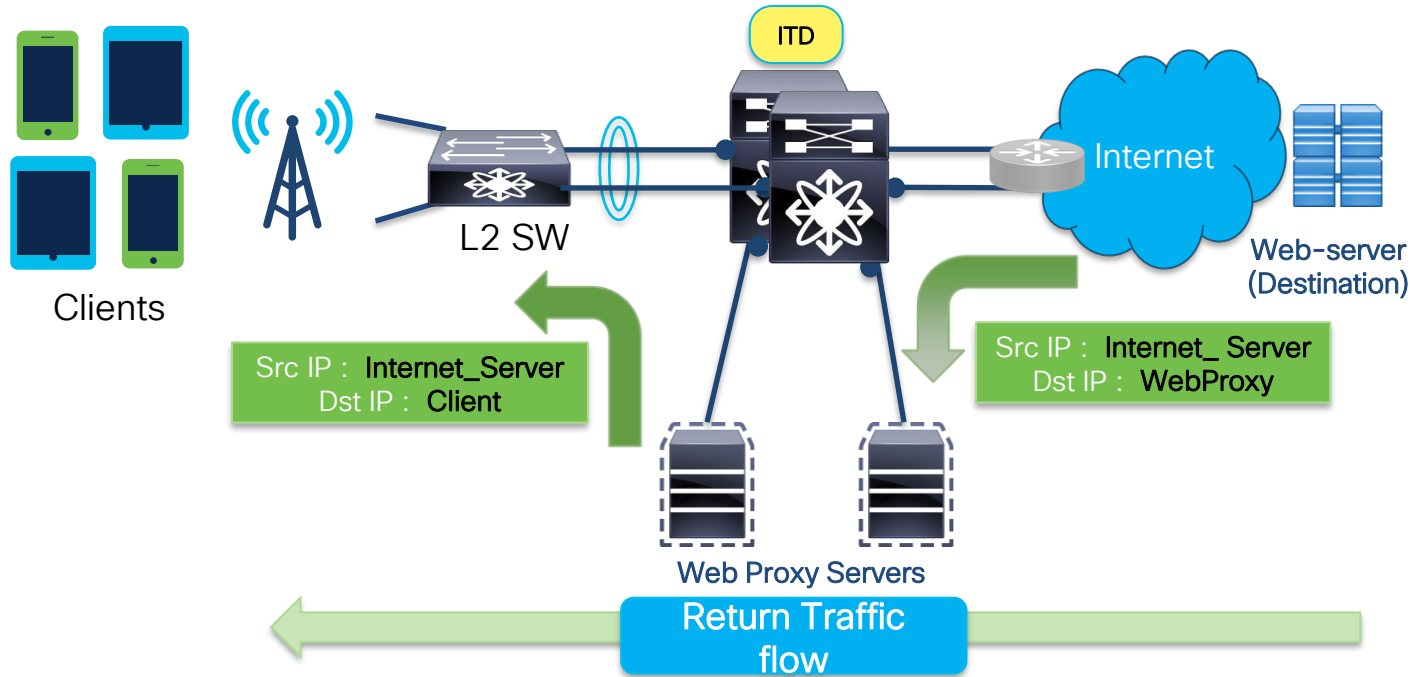 ITD
Internet
L2 SW
Web-server
(Destination)
Clients
Src IP : Internet_Server
Dst IP : Client
Src IP : Internet_ Server
Dst IP : WebProxy
Web Proxy Servers
Return Traffic
flow